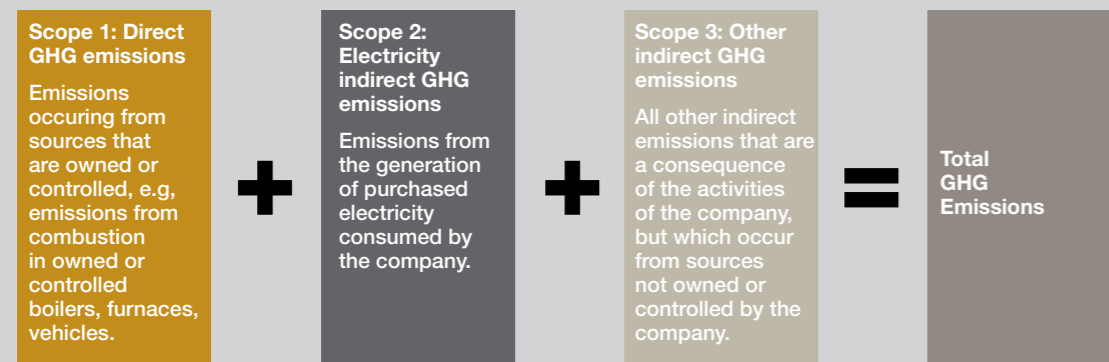 Scope 1: Direct
GHG emissions
Emissions
occuring from
sources that
are owned or
controlled, e.g,
emissions from
combustion
in owned or
controlled
boilers, furnaces,
vehicles.
+
Scope 2:
Electricity
indirect GHG
emissions
Emissions from
the generation
of purchased
electricity
consumed by
the company.
+
Scope 3: Other
indirect GHG
emissions
All other indirect
emissions that are
a consequence
of the activities
of the company,
but which occur
from sources
not owned or
controlled by the
company.
=
Total
GHG
Emissions